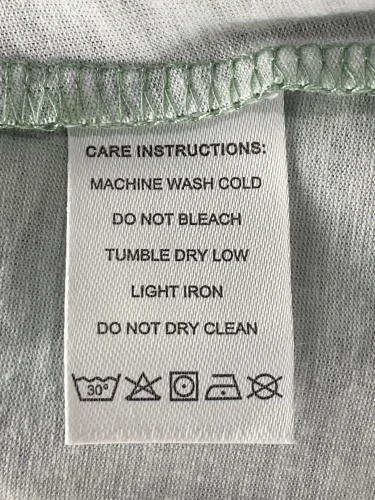 CARE INSTRUCTIONS:
MACHINE WASH COLD
DO NOT BLEACH
TUMBLE DRY LOW
LIGHT IRON
DO NOT DRY CLEAN
30°